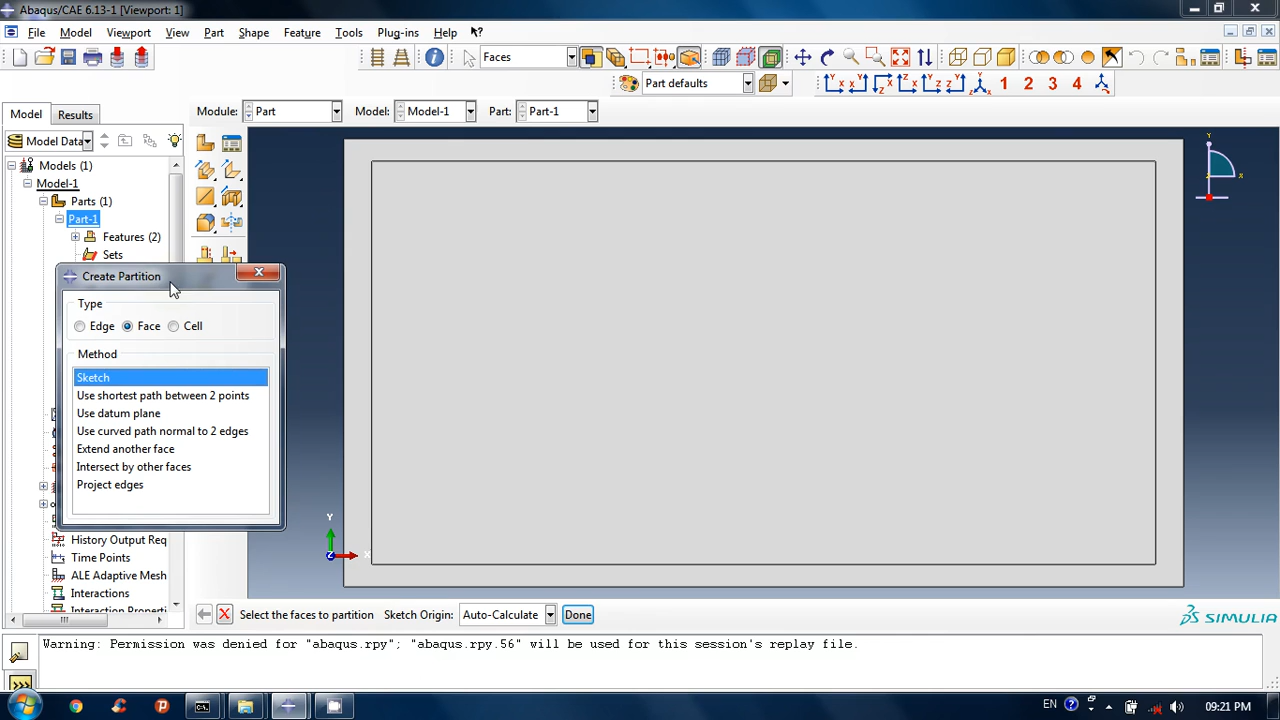 Abaqus/CAE 6.13-1 [Viewport: 1]
File Model Viewport View Part Shape Feature Tools Plug-ins Help
Faces
Part defaults
1 2 3 4
Model Results
Module: Part Model: Model-1 Part: Part-1
Model Data
Models (1)
Model-1
Parts (1)
Part-1
Features (2)
Sets
Create Partition
Type
Edge Face Cell
Method
Sketch
Use shortest path between 2 points
Use datum plane
Use curved path normal to 2 edges
Extend another face
Intersect by other faces
Project edges
History Output Req
Time Points
ALE Adaptive Mesh
Interactions
Interaction Properti
Y
X
Y
X
Z
Select the faces to partition Sketch Origin: Auto-Calculate Done
SIMULIA
Warning: Permission was denied for "abaqus.rpy"; "abaqus.rpy.56" will be used for this session's replay file.
>>>
EN 09:21 PM